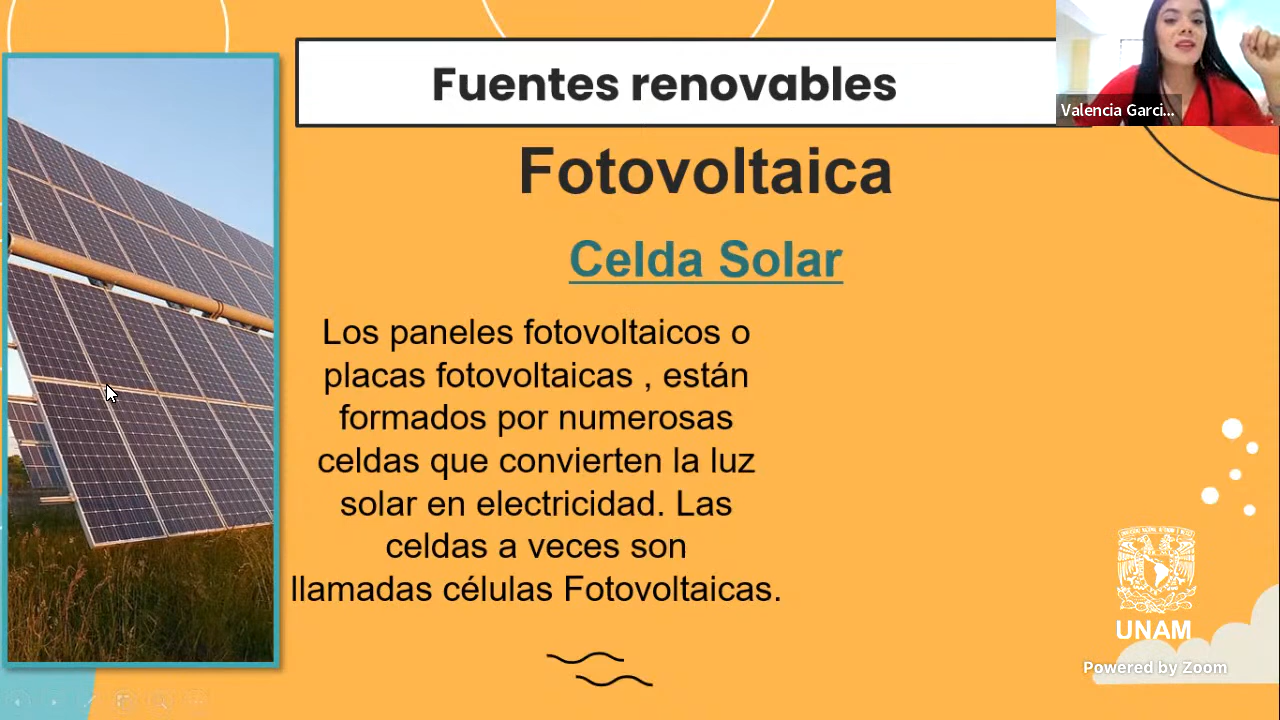 Fuentes renovables
Valencia Garci...
Fotovoltaica
Celda Solar
Los paneles fotovoltaicos o
placas fotovoltaicas , están
formados por numerosas
celdas que convierten la luz
solar en electricidad. Las
celdas a veces son
llamadas células Fotovoltaicas.
UNAM
Powered by Zoom